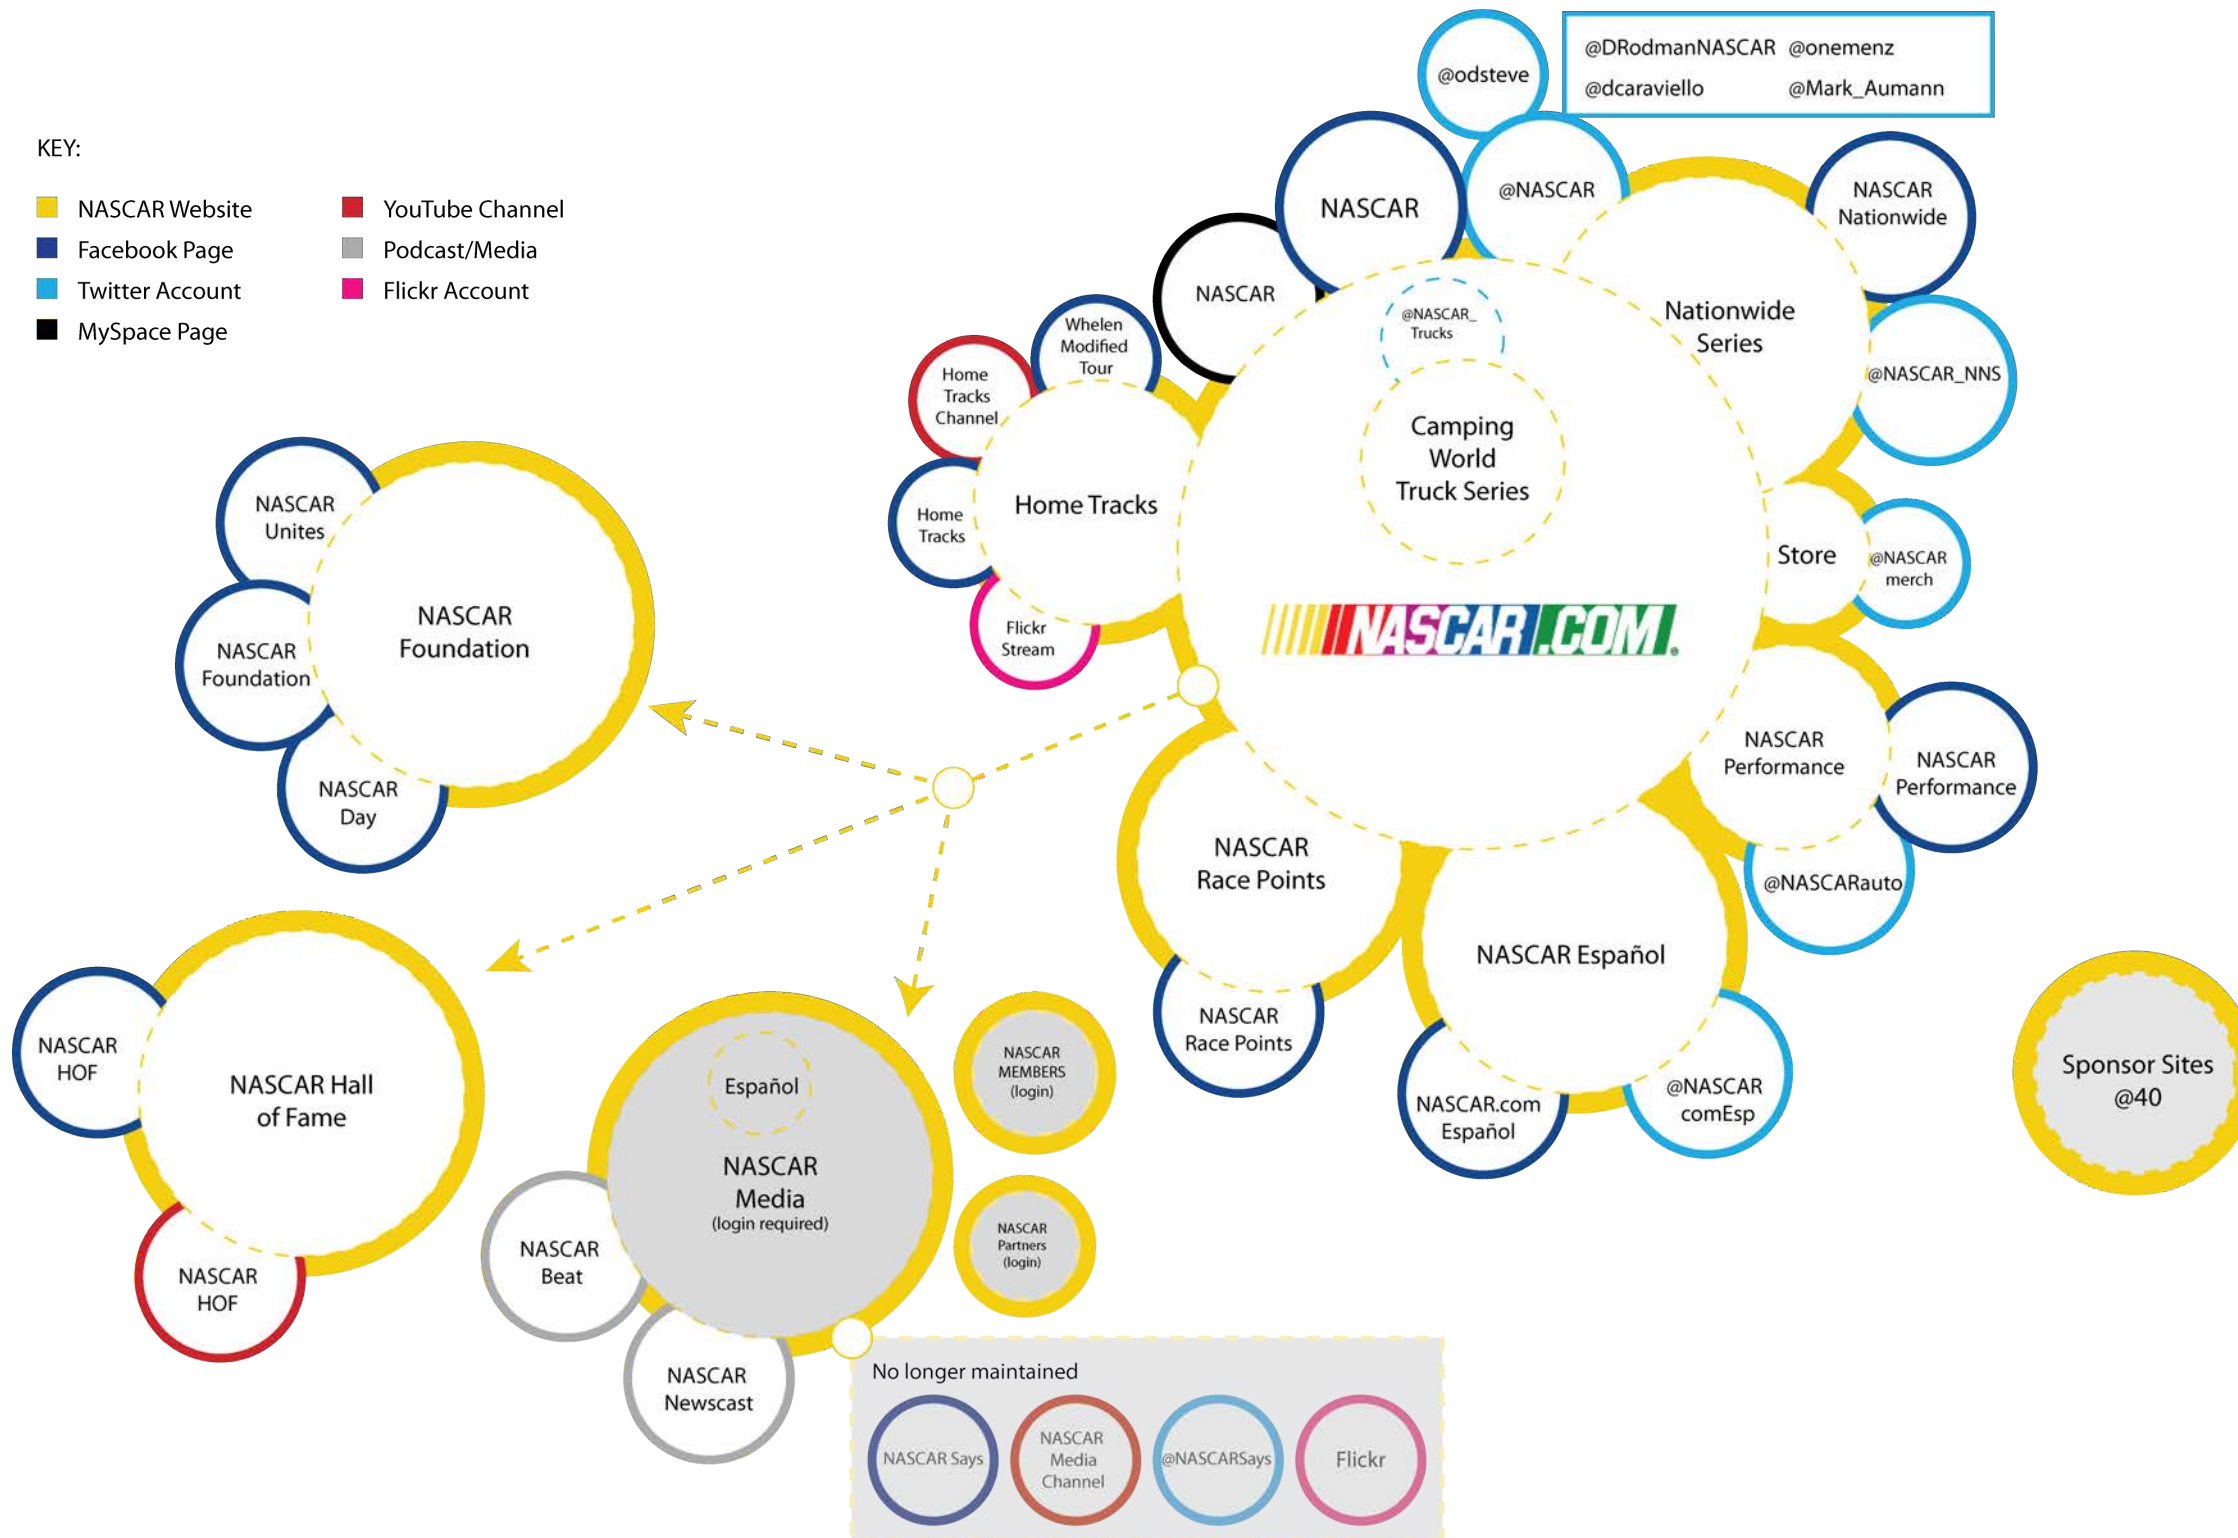 KEY:
NASCAR Website
Facebook Page
Twitter Account
MySpace Page
YouTube Channel
Podcast/Media
Flickr Account
@odsteve
@DRodmanNASCAR @onemenz
@dcaraviello @Mark_Aumann
NASCAR
@NASCAR
NASCAR
Nationwide
NASCAR
@NASCAR_
Trucks
Nationwide
Series
@NASCAR_NNS
Whelen
Modified
Tour
Home
Tracks
Channel
Home Tracks
Home
Tracks
Flickr
Stream
Camping
World
Truck Series
NASCAR.COM
Store
@NASCAR
merch
NASCAR
Unites
NASCAR
Foundation
NASCAR
Day
NASCAR
Foundation
NASCAR
Performance
NASCAR
Performance
@NASCARauto
NASCAR
Race Points
NASCAR
Race Points
NASCAR Español
NASCAR.com
Español
@NASCAR
comEsp
Sponsor Sites
@40
NASCAR
HOF
NASCAR Hall
of Fame
NASCAR
HOF
Español
NASCAR
Media
(login required)
NASCAR
Beat
NASCAR
Newscast
NASCAR
MEMBERS
(login)
NASCAR
Partners
(login)
No longer maintained
NASCAR Says
NASCAR
Media
Channel
@NASCARSays
Flickr